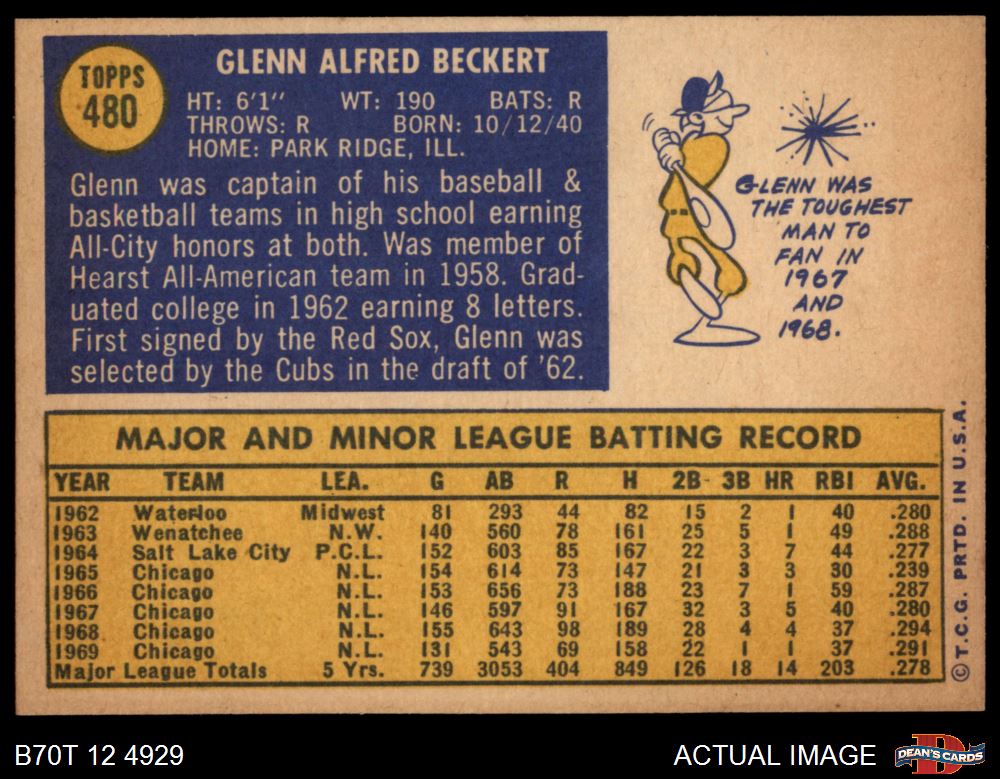 TOPPS
480
GLENN ALFRED BECKERT
HT: 6'1" WT: 190 BATS: R
THROWS: R BORN: 10/12/40
HOME: PARK RIDGE, ILL.
Glenn was captain of his baseball &
basketball teams in high school earning
All-City honors at both. Was member of
Hearst All-American team in 1958. Grad-
uated college in 1962 earning 8 letters.
First signed by the Red Sox, Glenn was
selected by the Cubs in the draft of '62.
GLENN WAS
THE TOUGHEST
MAN TO
FAN IN
1967
AND
1968.
MAJOR AND MINOR LEAGUE BATTING RECORD
YEAR TEAM LEA. G AB R H 2B 3B HR RBI AVG.
1962 Waterloo Midwest 81 293 44 82 15 2 1 40 .280
1963 Wenatchee N.W. 140 560 78 161 25 5 1 49 .288
1964 Salt Lake City P.C.L. 152 603 85 167 22 3 7 44 .277
1965 Chicago N.L. 154 614 73 147 21 3 3 30 .239
1966 Chicago N.L. 153 656 73 188 23 7 1 59 .287
1967 Chicago N.L. 146 597 91 167 32 3 5 40 .280
1968 Chicago N.L. 155 643 98 189 28 4 4 37 .294
1969 Chicago N.L. 131 543 69 158 22 1 1 37 .291
Major League Totals 5 Yrs. 739 3053 404 849 126 18 14 203 .278
© T.C.G. PRTD. IN U.S.A.
B70T 12 4929
ACTUAL IMAGE
D
DEAN'S CARDS